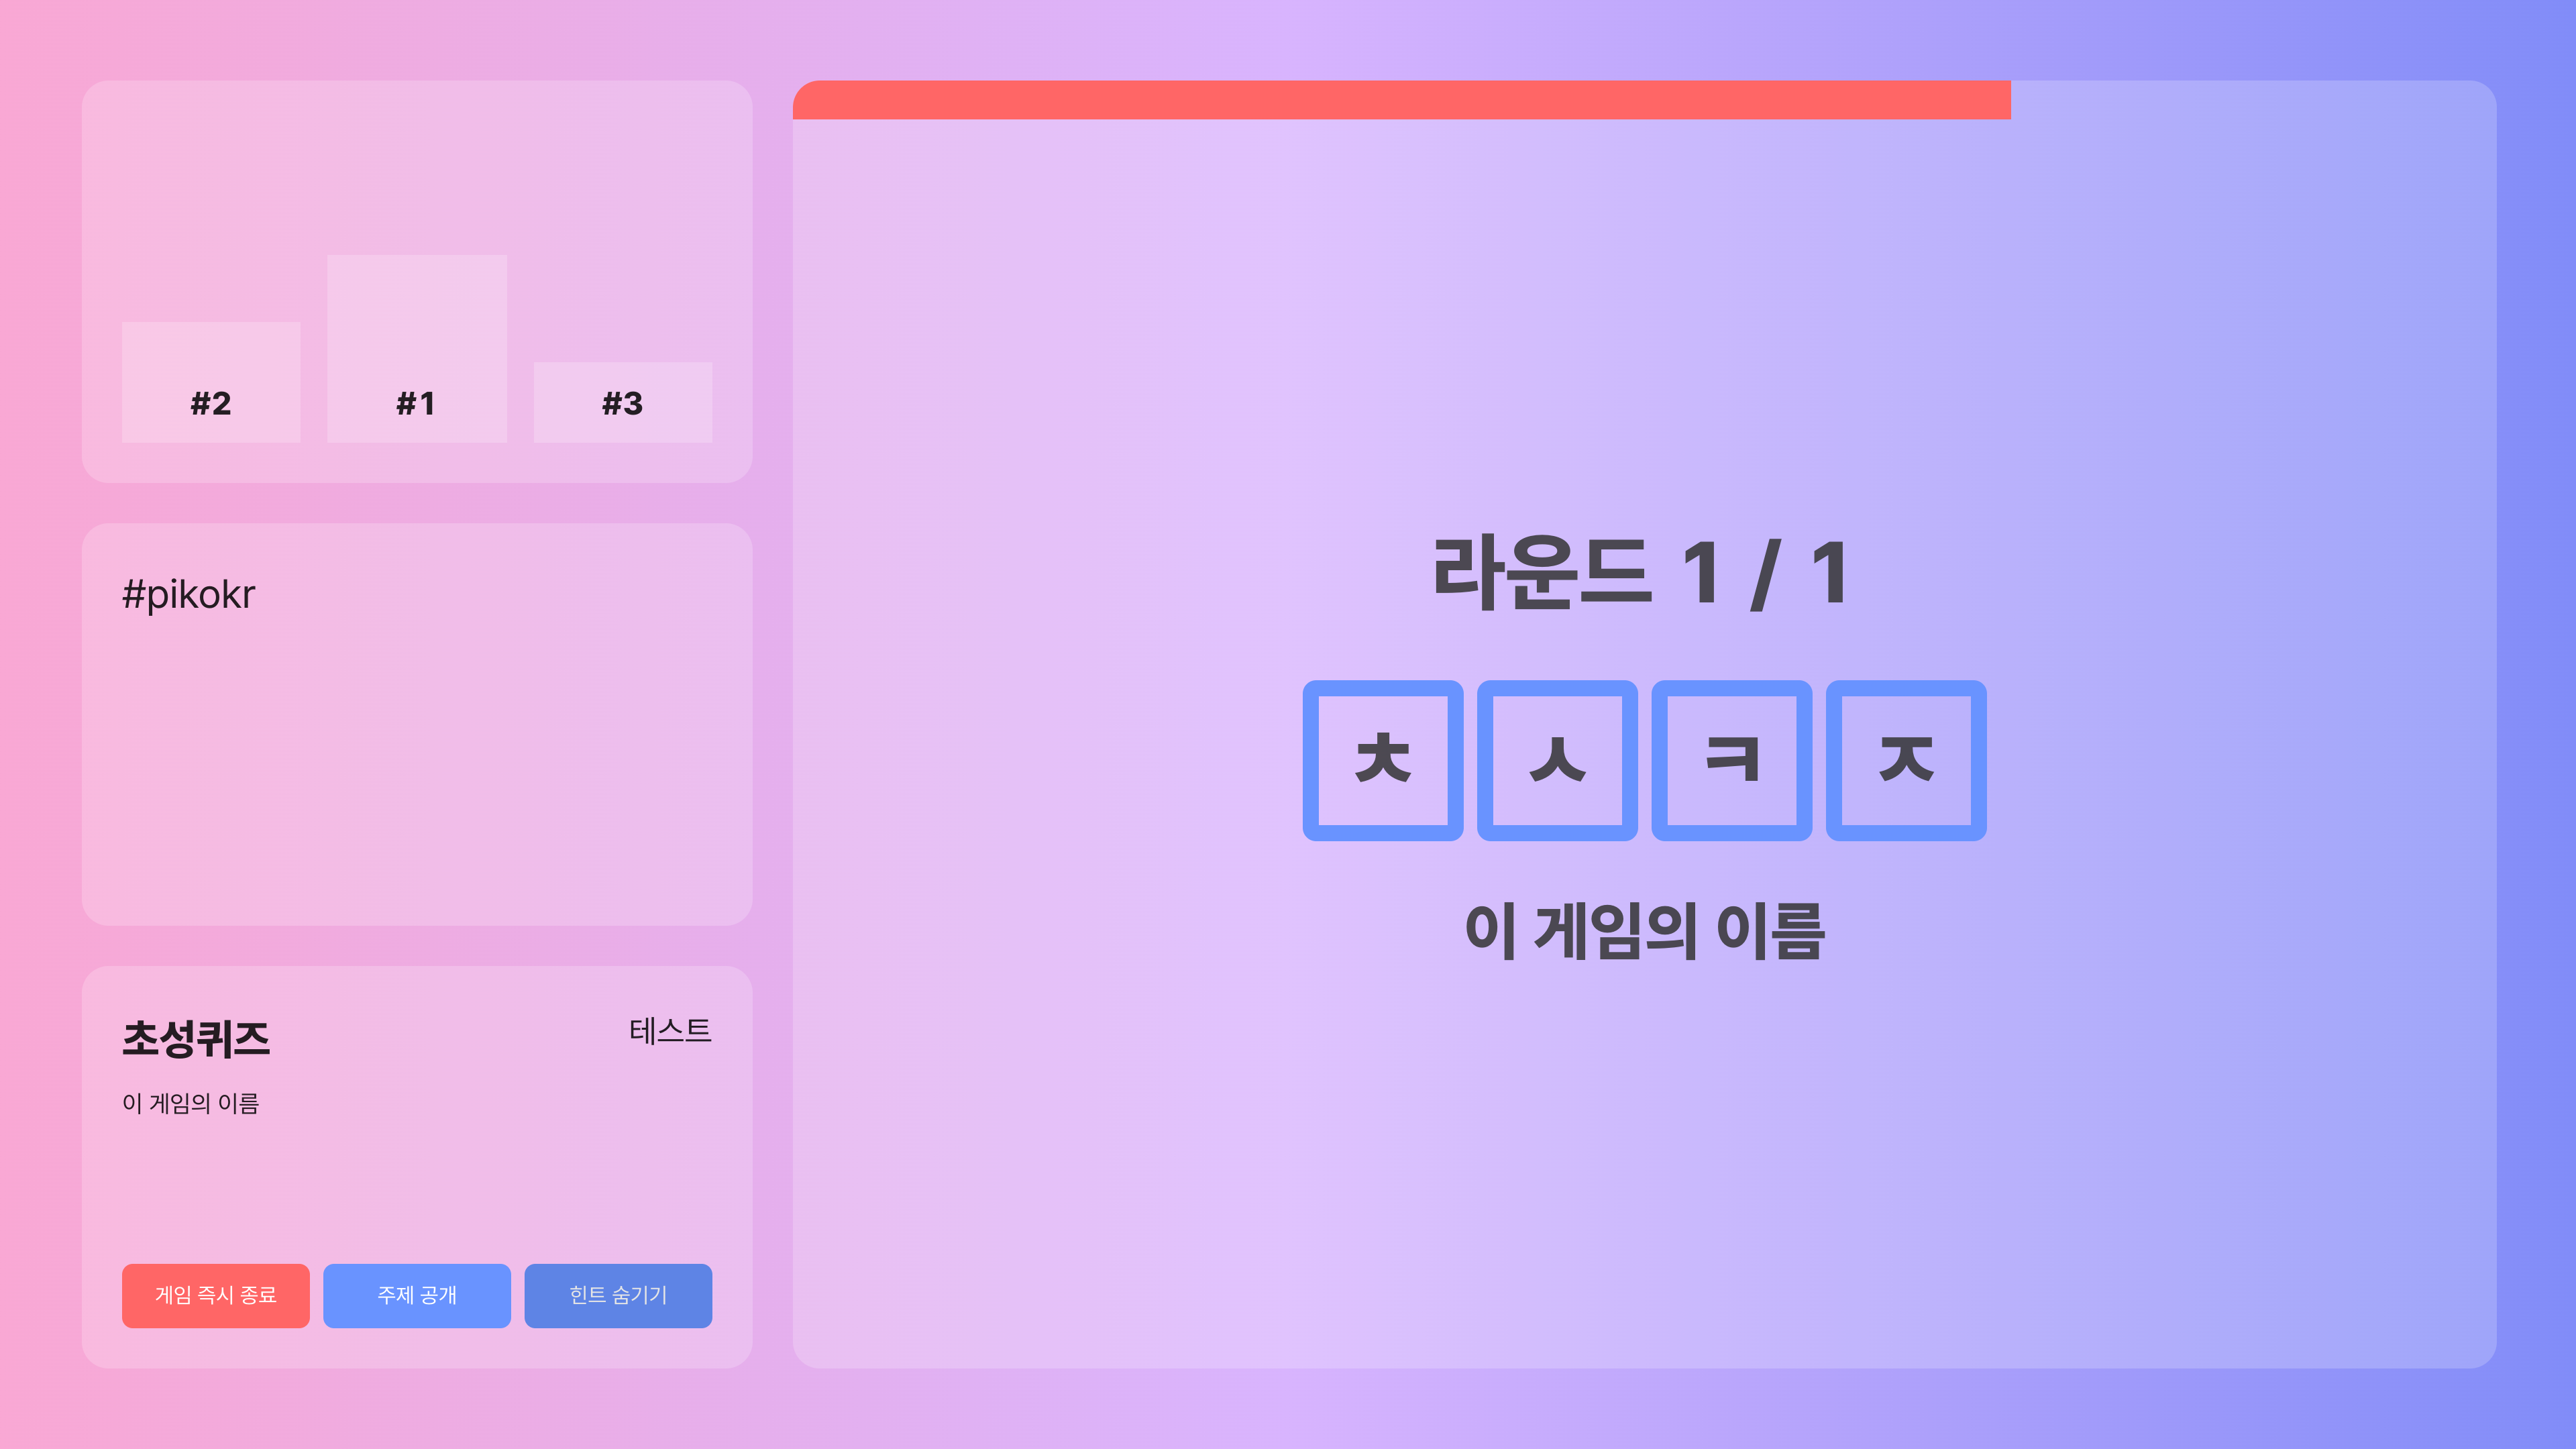 #2
#1
#3
#pikokr
초성퀴즈
테스트
이 게임의 이름
게임 즉시 종료
주제 공개
힌트 숨기기
라운드 1 / 1
ㅊ ㅅ ㅋ ㅈ
이 게임의 이름